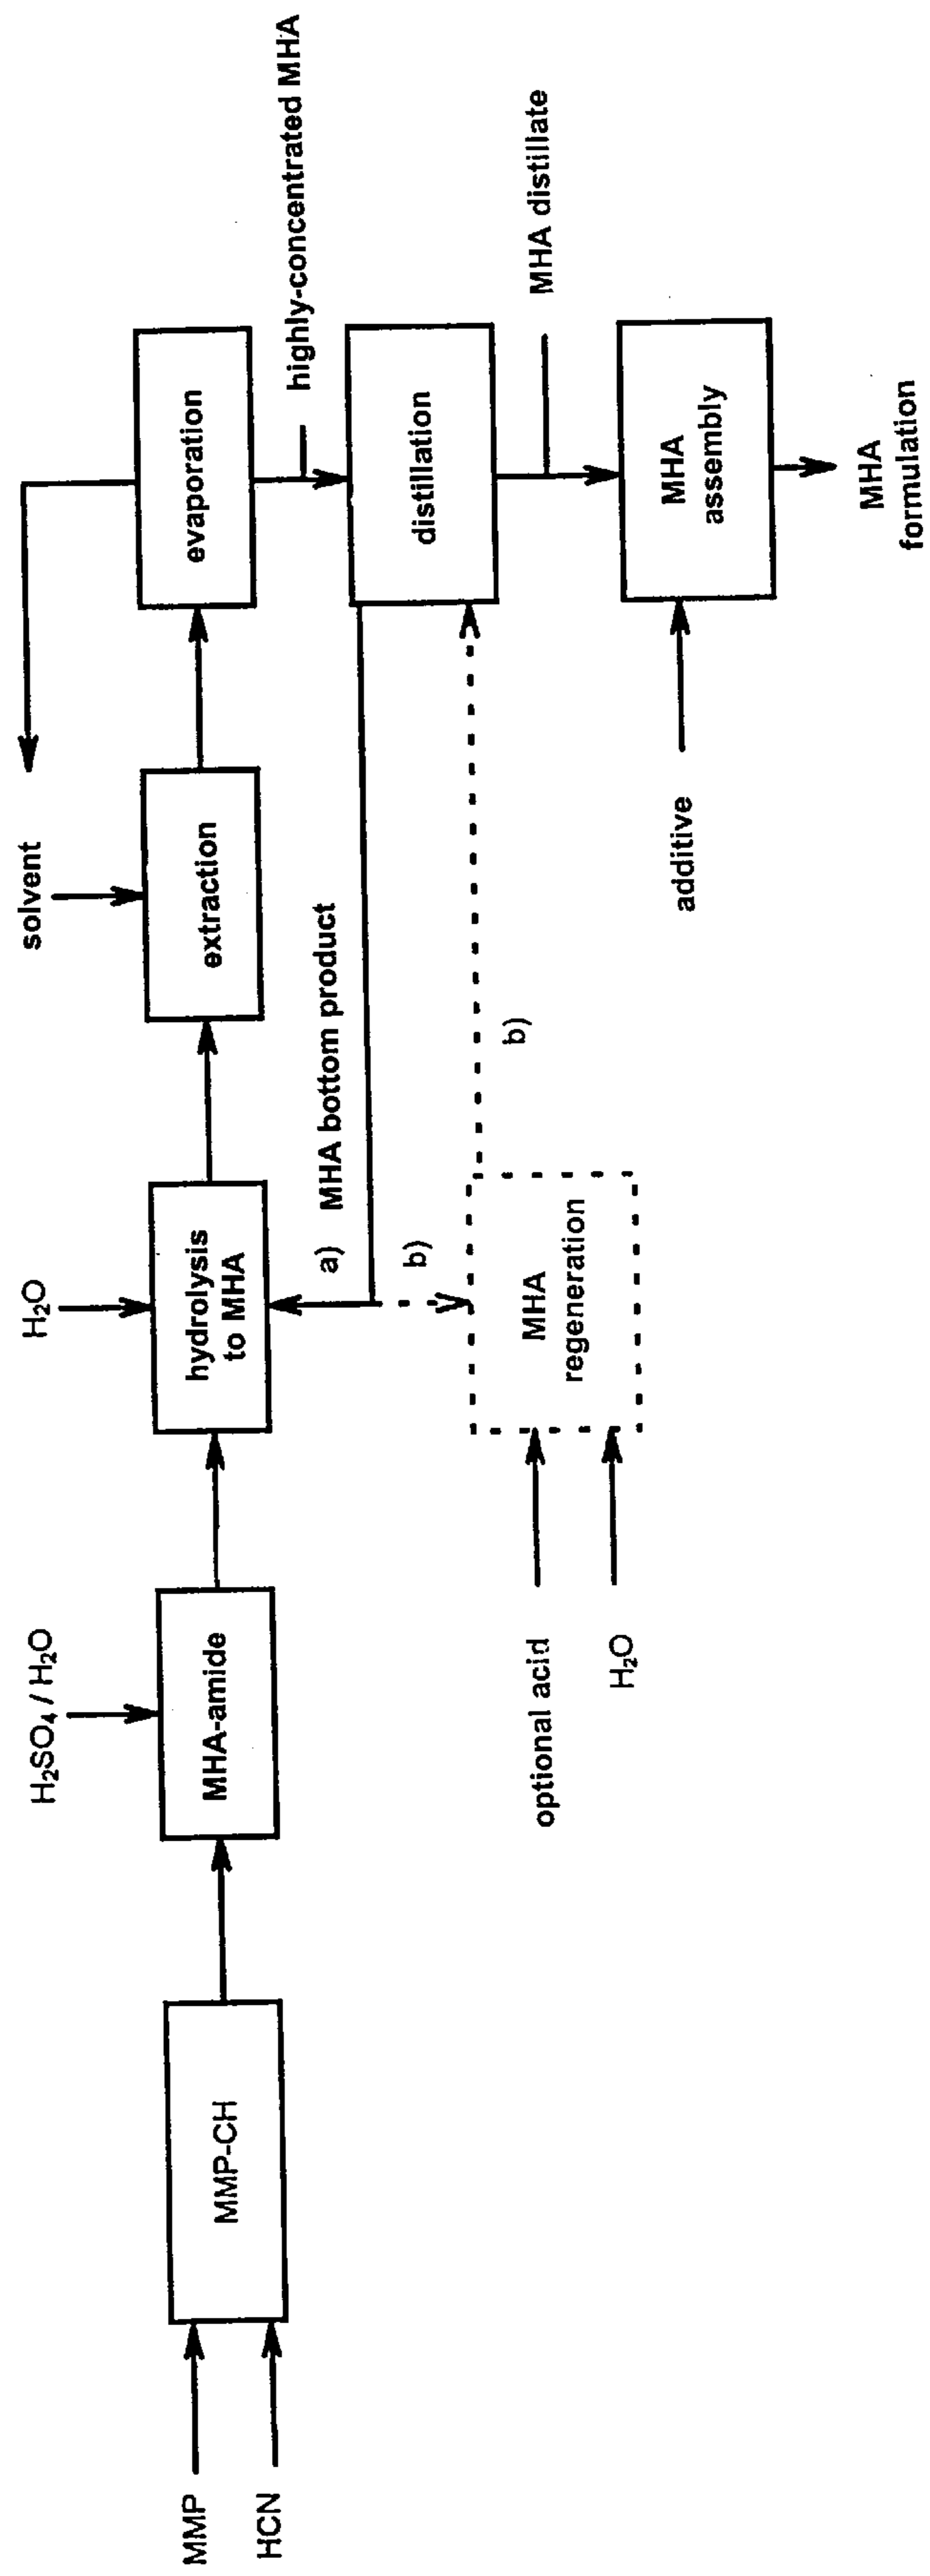 MMP
HCN
MMP-CH
H₂SO₄ / H₂O
MHA-amide
H₂O
hydrolysis
to MHA
solvent
extraction
evaporation
highly-concentrated MHA
a)
MHA bottom product
b)
distillation
MHA distillate
optional acid
H₂O
MHA
regeneration
b)
additive
MHA
assembly
MHA
formulation